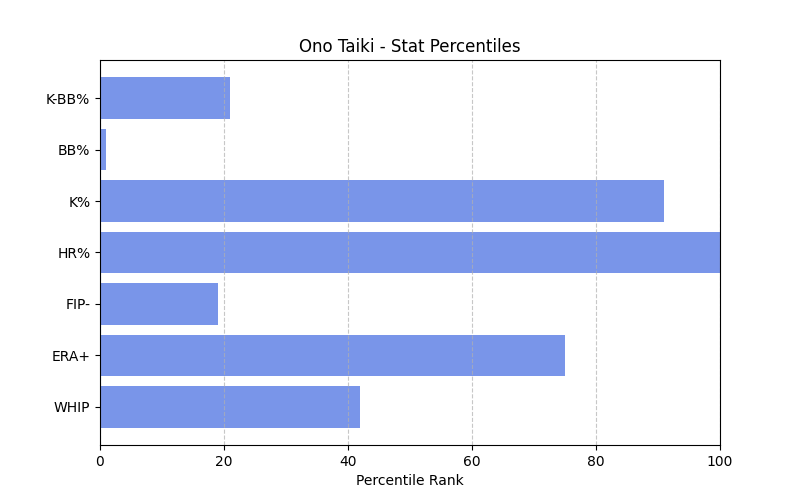 Ono Taiki - Stat Percentiles
K-BB%
BB%
K%
HR%
FIP-
ERA+
WHIP
0 20 40 60 80 100
Percentile Rank